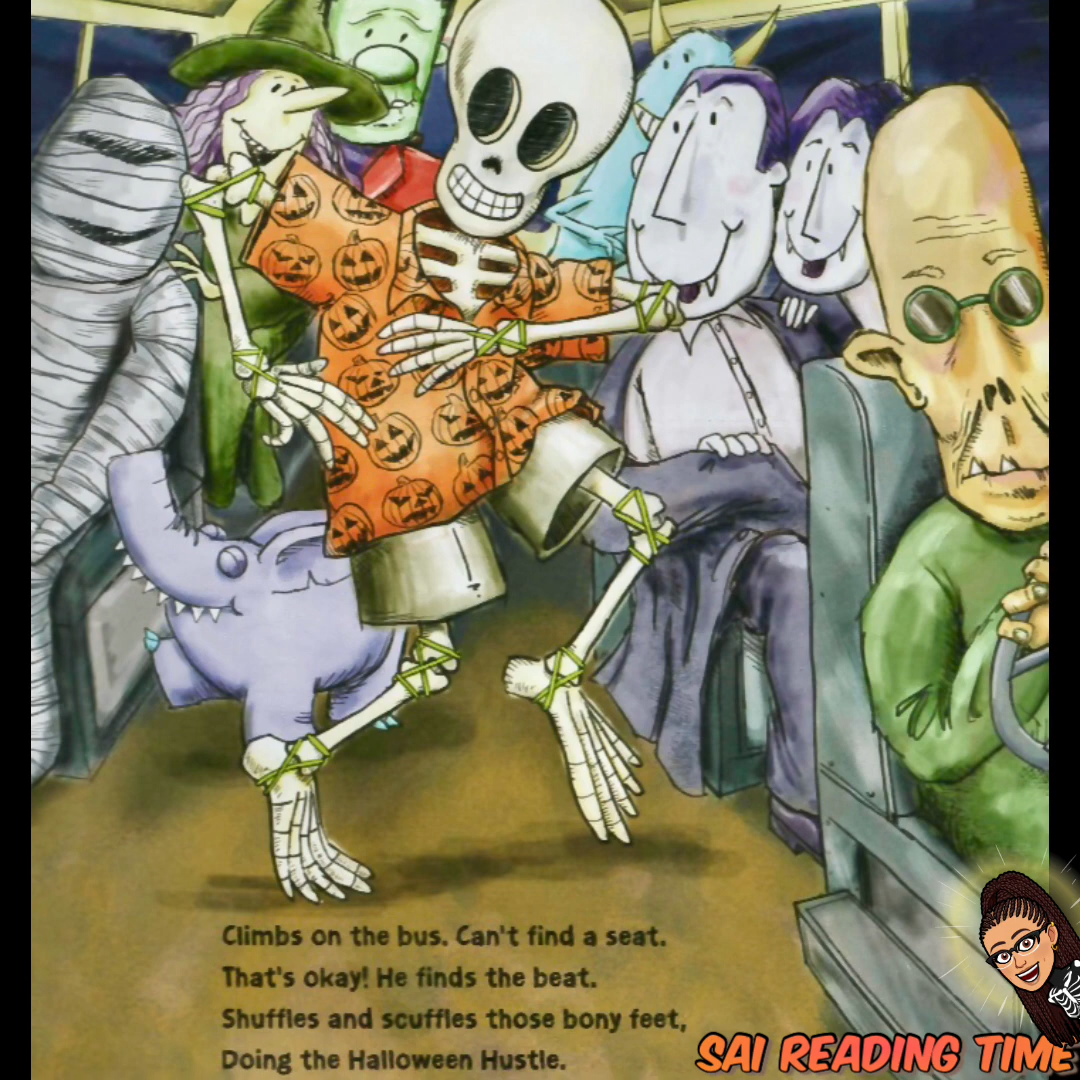 Climbs on the bus. Can't find a seat.
That's okay! He finds the beat.
Shuffles and scuffles those bony feet,
Doing the Halloween Hustle.
SAI READING TIME